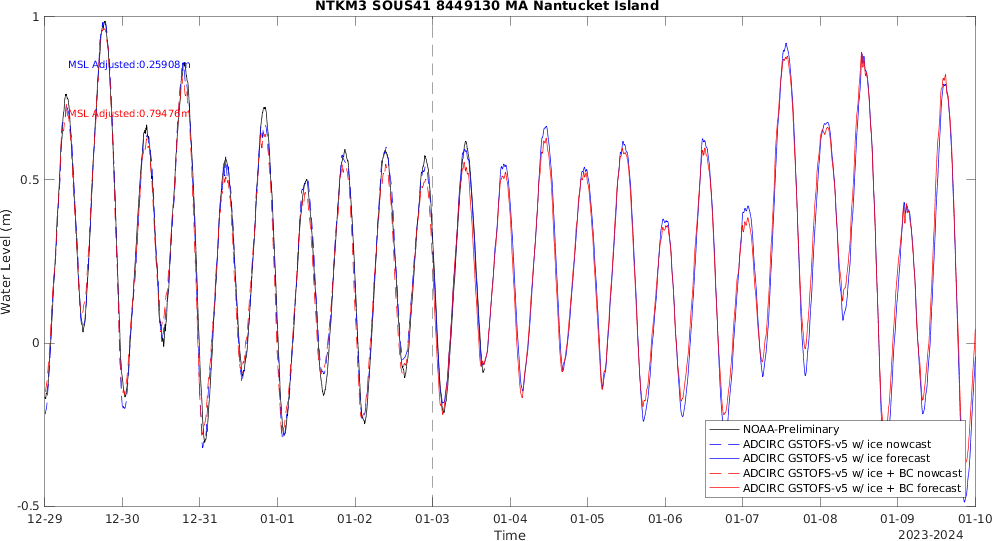 NTKM3 SOUS41 8449130 MA Nantucket Island
MSL Adjusted:0.25908m
MSL Adjusted:0.79476m
Water Level (m)
1
0.5
0
-0.5
12-29 12-30 12-31 01-01 01-02 01-03 01-04 01-05 01-06 01-07 01-08 01-09 01-10
Time
2023-2024
NOAA-Preliminary
ADCIRC GSTOFS-v5 w/ ice nowcast
ADCIRC GSTOFS-v5 w/ ice forecast
ADCIRC GSTOFS-v5 w/ ice + BC nowcast
ADCIRC GSTOFS-v5 w/ ice + BC forecast